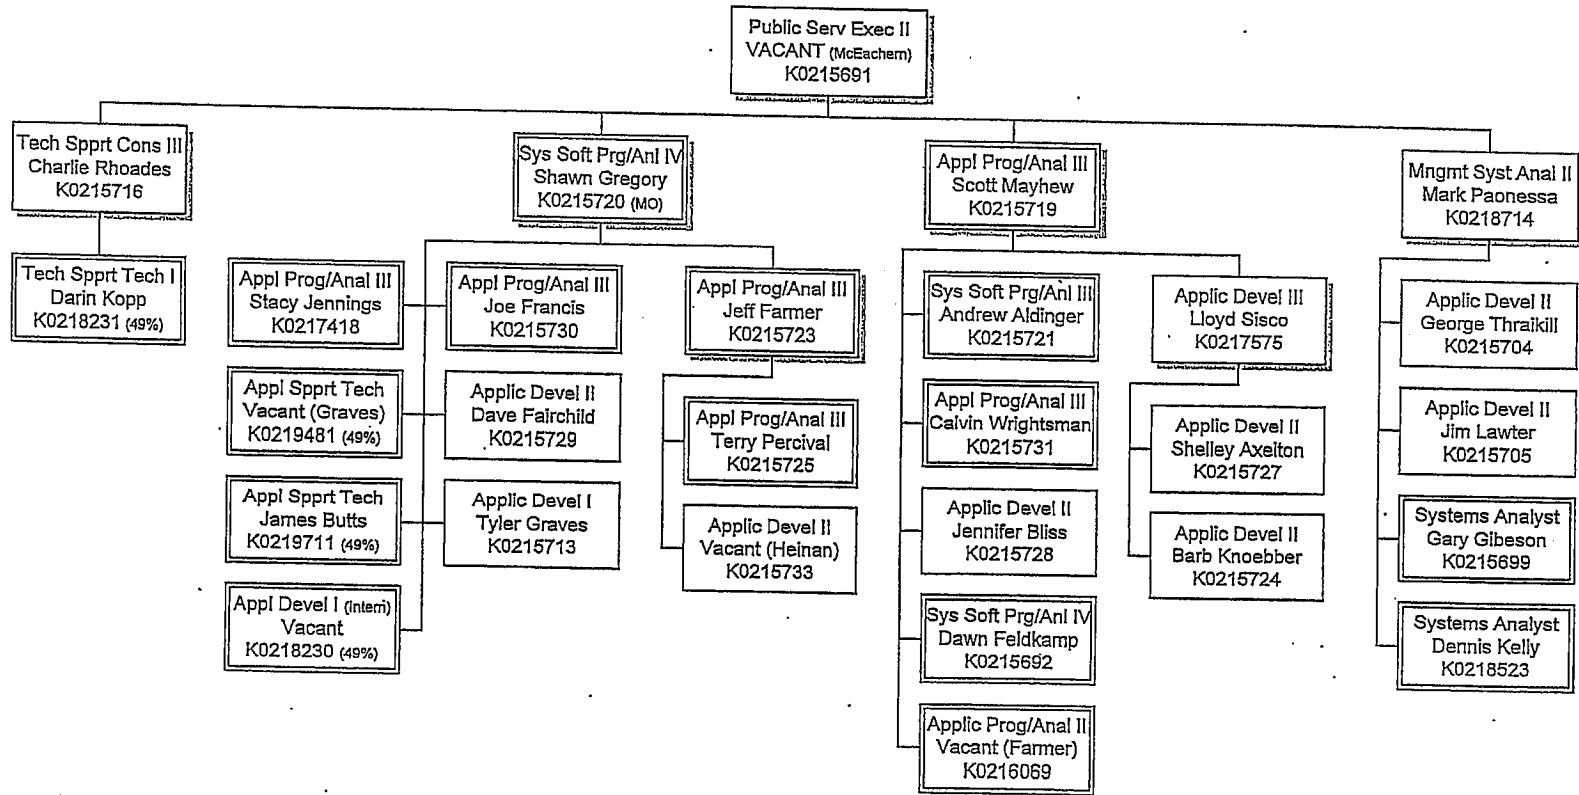 Public Serv Exec II
VACANT (McEachern)
K0215691
Tech Spprt Cons III
Charlie Rhoades
K0215716
Sys Soft Prg/Anl IV
Shawn Gregory
K0215720 (MO)
Appl Prog/Anal III
Scott Mayhew
K0215719
Mngmt Syst Anal II
Mark Paonessa
K0218714
Tech Spprt Tech I
Darin Kopp
K0218231 (49%)
Appl Prog/Anal III
Stacy Jennings
K0217418
Appl Prog/Anal III
Joe Francis
K0215730
Appl Prog/Anal III
Jeff Farmer
K0215723
Sys Soft Prg/Anl III
Andrew Aldinger
K0215721
Applic Devel III
Lloyd Sisco
K0217575
Applic Devel II
George Thraikill
K0215704
Appl Spprt Tech
Vacant (Graves)
K0219481 (49%)
Applic Devel II
Dave Fairchild
K0215729
Appl Prog/Anal III
Terry Percival
K0215725
Appl Prog/Anal III
Calvin Wrightsman
K0215731
Applic Devel II
Shelley Axelton
K0215727
Applic Devel II
Jim Lawter
K0215705
Appl Spprt Tech
James Butts
K0219711 (49%)
Applic Devel I
Tyler Graves
K0215713
Applic Devel II
Vacant (Heinan)
K0215733
Applic Devel II
Jennifer Bliss
K0215728
Applic Devel II
Barb Knoebber
K0215724
Systems Analyst
Gary Gibeson
K0215699
Appl Devel I (Intern)
Vacant
K0218230 (49%)
Sys Soft Prg/Anl IV
Dawn Feldkamp
K0215692
Systems Analyst
Dennis Kelly
K0218523
Applic Prog/Anal II
Vacant (Farmer)
K0216069